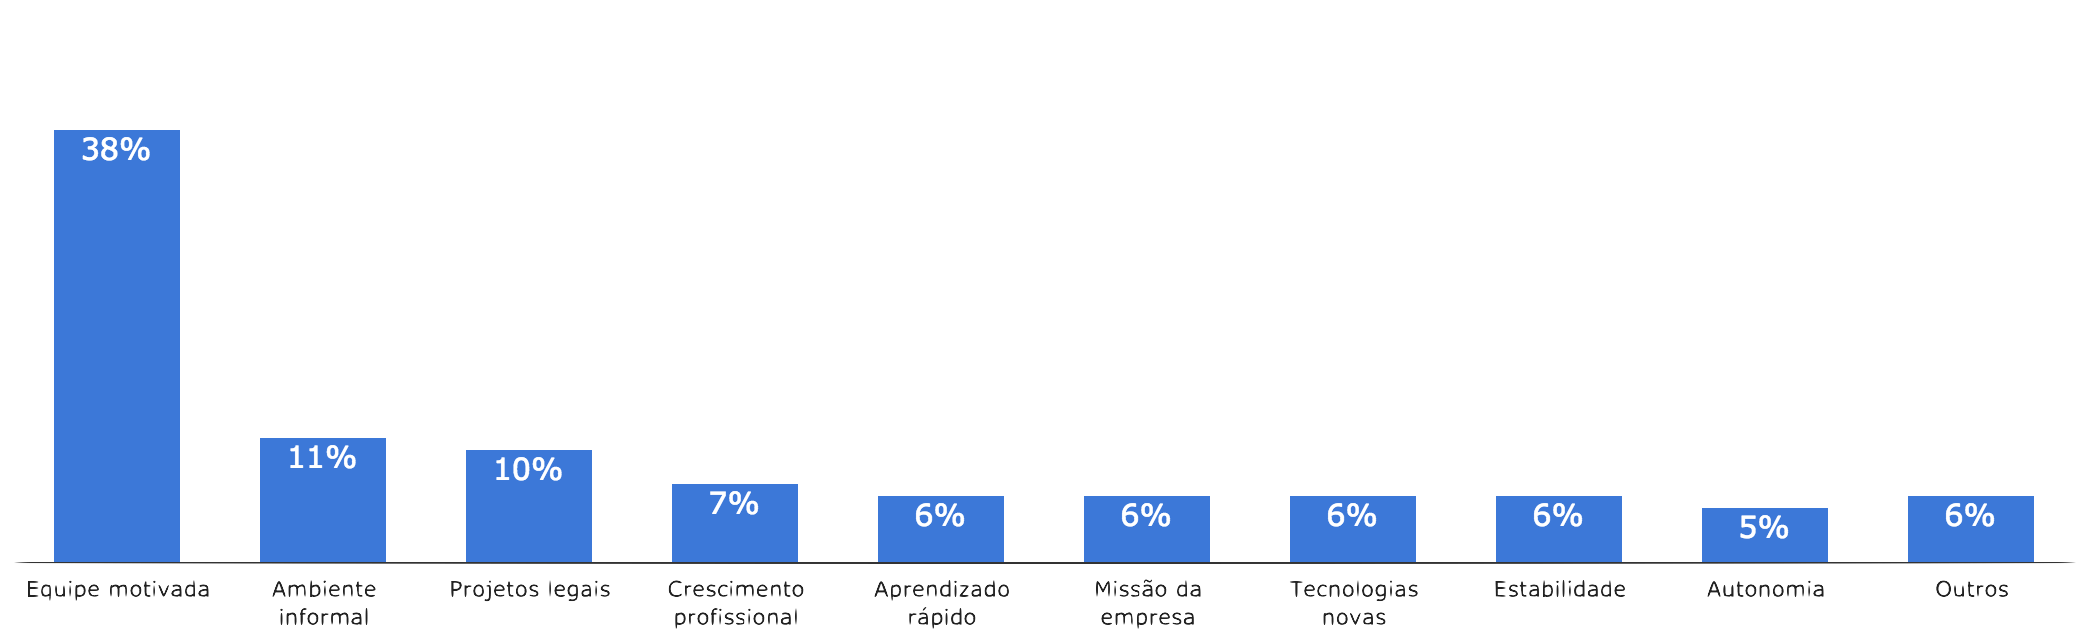 38%
11%
10%
7%
6%
6%
6%
6%
5%
6%
Equipe motivada
Ambiente
informal
Projetos legais
Crescimento
profissional
Aprendizado
rápido
Missão da
empresa
Tecnologias
novas
Estabilidade
Autonomia
Outros